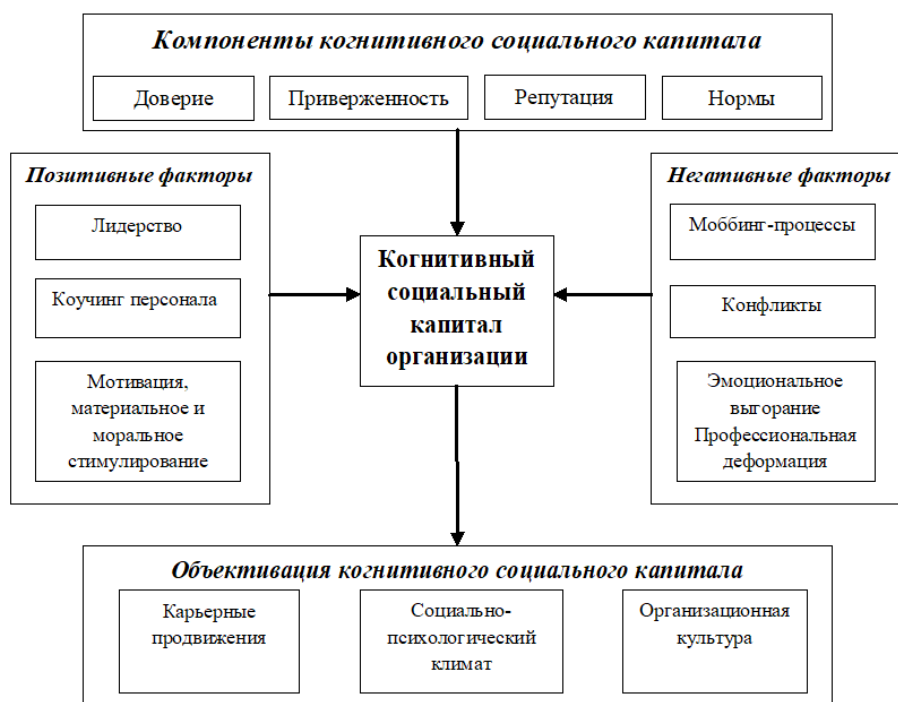 Компоненты когнитивного социального капитала
Доверие
Приверженность
Репутация
Нормы
Позитивные факторы
Лидерство
Коучинг персонала
Мотивация,
материальное и
моральное
стимулирование
Когнитивный
социальный
капитал
организации
Негативные факторы
Моббинг-процессы
Конфликты
Эмоциональное
выгорание
Профессиональная
деформация
Объективация когнитивного социального капитала
Карьерные
продвижения
Социально-
психологический
климат
Организационная
культура